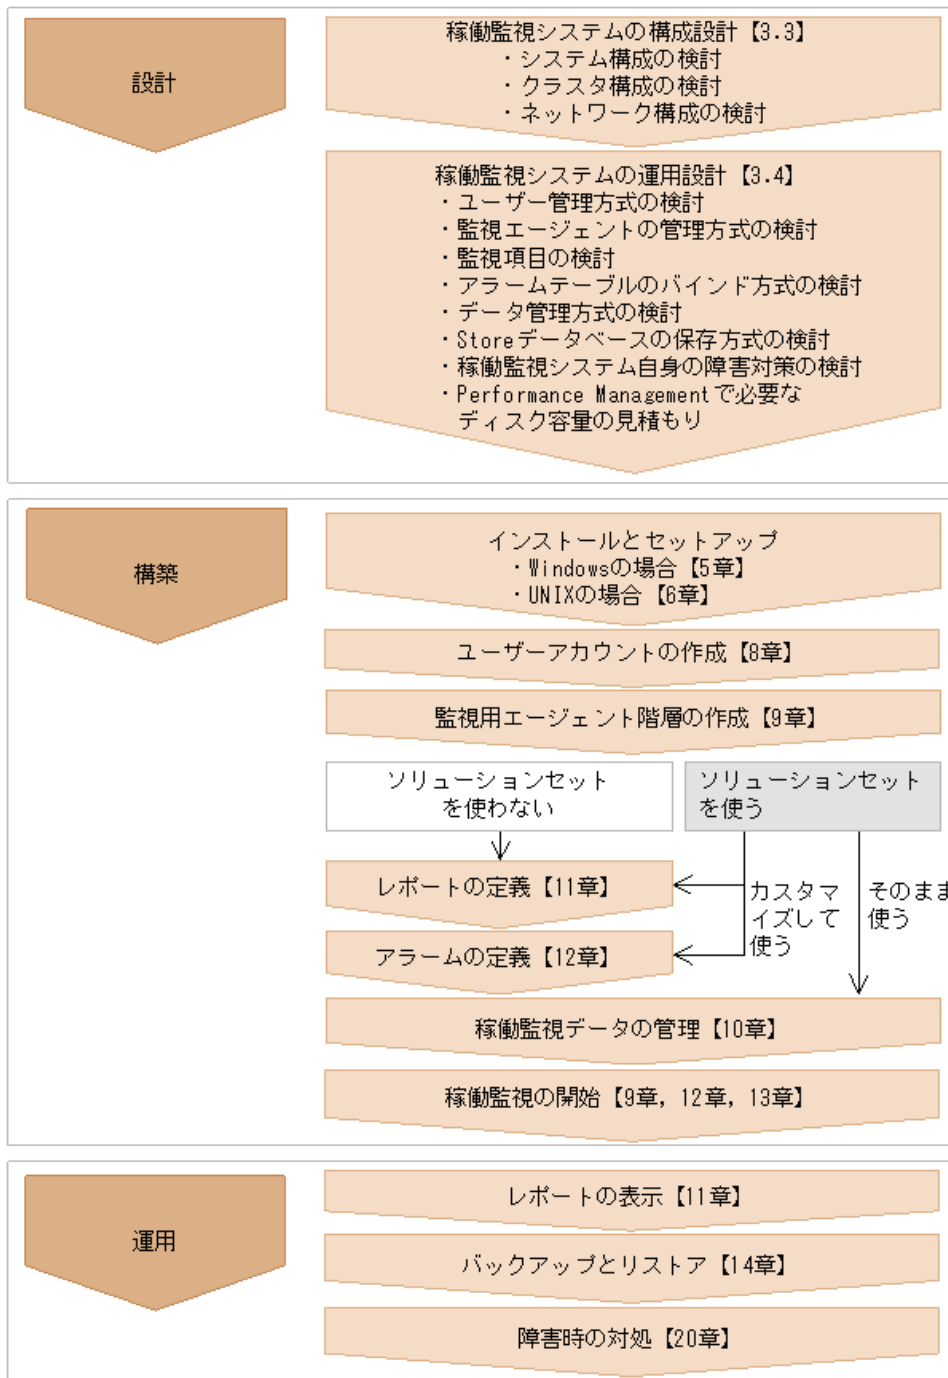 設計
稼働監視システムの構成設計【3.3】
・システム構成の検討
・クラスタ構成の検討
・ネットワーク構成の検討
稼働監視システムの運用設計【3.4】
・ユーザー管理方式の検討
・監視エージェントの管理方式の検討
・監視項目の検討
・アラームテーブルのバインド方式の検討
・データ管理方式の検討
・Storeデータベースの保存方式の検討
・稼働監視システム自身の障害対策の検討
・Performance Managementで必要な
ディスク容量の見積もり
構築
インストールとセットアップ
・Windowsの場合【5章】
・UNIXの場合【6章】
ユーザーアカウントの作成【8章】
監視用エージェント階層の作成【9章】
ソリューションセット
を使わない
ソリューションセット
を使う
レポートの定義【11章】
アラームの定義【12章】
カスタマ
イズして
使う
そのまま
使う
稼働監視データの管理【10章】
稼働監視の開始【9章，12章，13章】
運用
レポートの表示【11章】
バックアップとリストア【14章】
障害時の対処【20章】